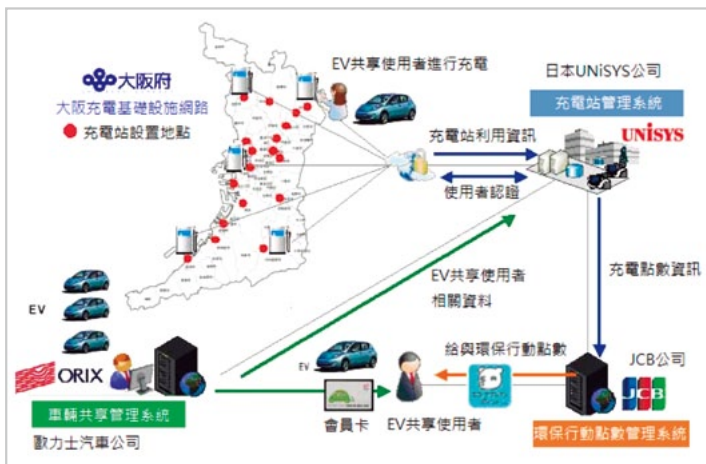 大阪府
大阪充電基礎設施網路
充電站設置地點
EV共享使用者進行充電
日本UNiSYS公司
充電站管理系統
UNiSYS
充電站利用資訊
使用者認證
EV共享使用者
相關資料
充電點數資訊
EV
ORIX
車輛共享管理系統
歐力士汽車公司
EV
會員卡
給與環保行動點數
EV共享使用者
JCB公司
JCB
環保行動點數管理系統